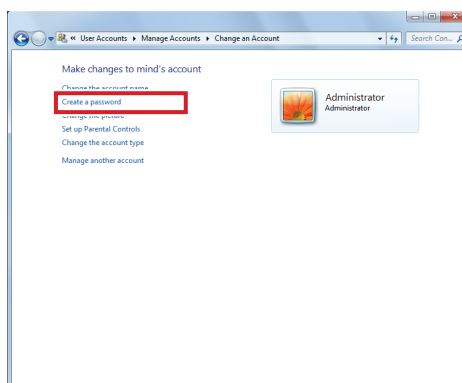 « User Accounts ▸ Manage Accounts ▸ Change an Account
Search Con...
Make changes to mind's account
Change the account name
Create a password
Change the picture
Set up Parental Controls
Change the account type
Manage another account
Administrator
Administrator